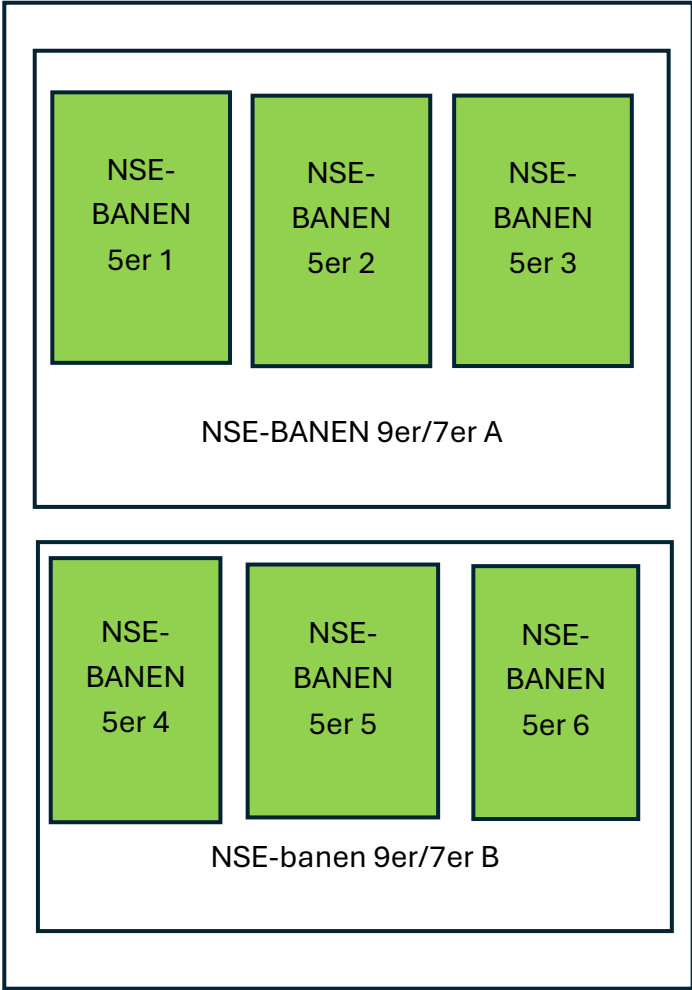 NSE-
BANEN
5er 1
NSE-
BANEN
5er 2
NSE-
BANEN
5er 3
NSE-BANEN 9er/7er A
NSE-
BANEN
5er 4
NSE-
BANEN
5er 5
NSE-
BANEN
5er 6
NSE-banen 9er/7er B